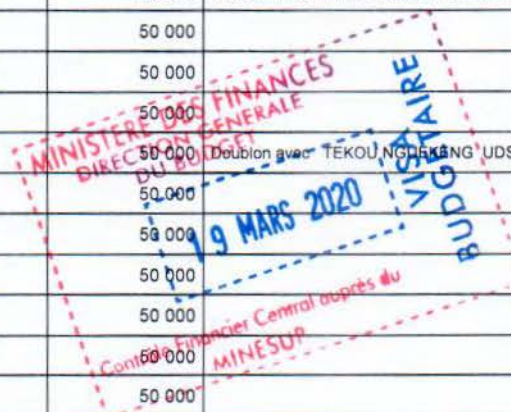 50 000
50 000
50 000
50 000 Doublon avec TEKOU NGUEKENG UDS
50 000
50 000
50 000
50 000
50 000
50 000
MINISTERE DES FINANCES
DIRECTION GENERALE
DU BUDGET
19 MARS 2020
VISA
BUDGETAIRE
Contrôle Financier Central auprès du
MINESUP